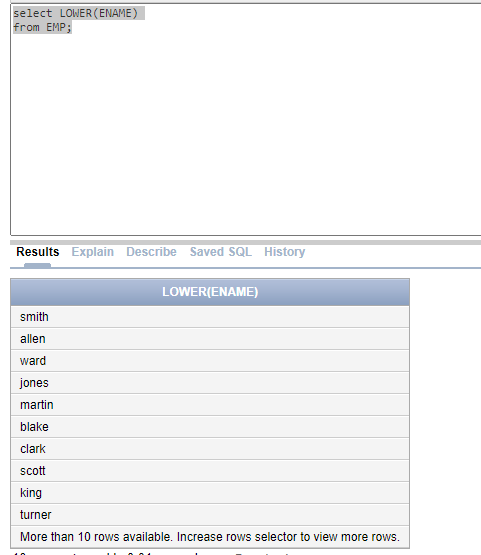 select LOWER(ENAME)
from EMP;
Results Explain Describe Saved SQL History
LOWER(ENAME)
smith
allen
ward
jones
martin
blake
clark
scott
king
turner
More than 10 rows available. Increase rows selector to view more rows.